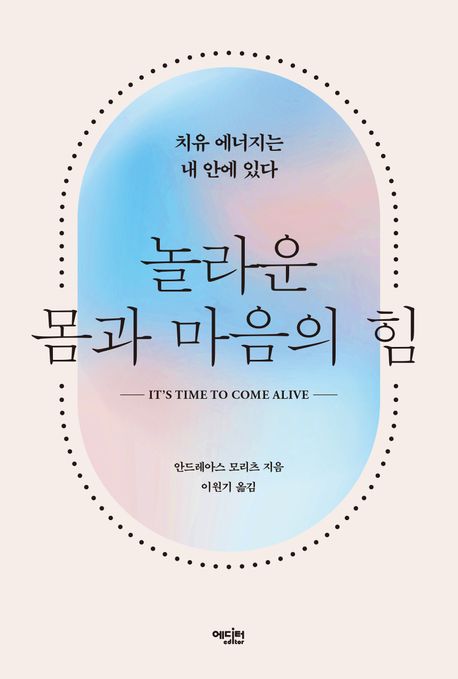 치유 에너지는
내 안에 있다
놀라운
몸과 마음의 힘
IT'S TIME TO COME ALIVE
안드레아스 모리츠 지음
이원기 옮김
에디터
editor